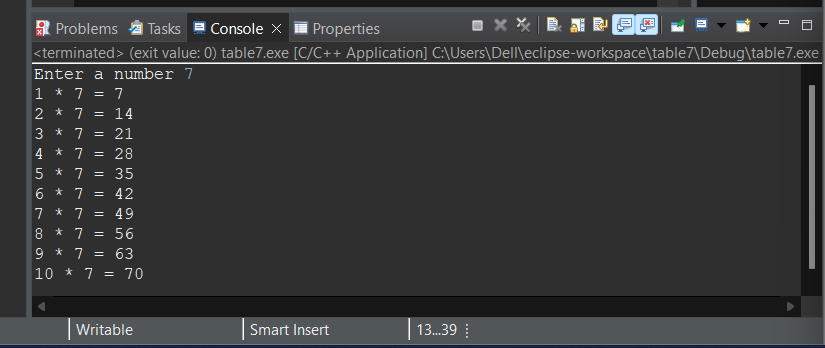 Problems Tasks Console Properties
<terminated> (exit value: 0) table7.exe [C/C++ Application] C:\Users\Dell\eclipse-workspace\table7\Debug\table7.exe
Enter a number 7
1 * 7 = 7
2 * 7 = 14
3 * 7 = 21
4 * 7 = 28
5 * 7 = 35
6 * 7 = 42
7 * 7 = 49
8 * 7 = 56
9 * 7 = 63
10 * 7 = 70
Writable Smart Insert 13...39